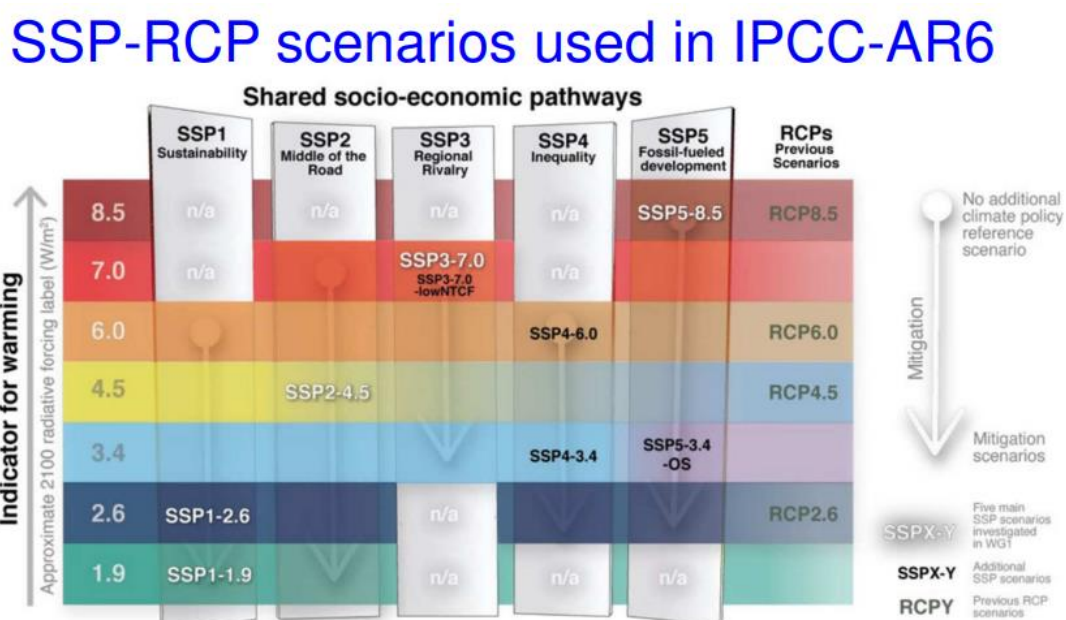 SSP-RCP scenarios used in IPCC-AR6
Shared socio-economic pathways
SSP1
Sustainability
SSP2
Middle of the
Road
SSP3
Regional
Rivalry
SSP4
Inequality
SSP5
Fossil-fueled
development
RCPs
Previous
Scenarios
Indicator for warming
Approximate 2100 radiative forcing label (W/m²)
8.5 n/a n/a n/a n/a SSP5-8.5 RCP8.5
7.0 n/a SSP3-7.0 n/a
SSP3-7.0
-lowNTCF
6.0 SSP4-6.0 RCP6.0
4.5 SSP2-4.5 RCP4.5
3.4 SSP4-3.4 SSP5-3.4
-OS
2.6 SSP1-2.6 n/a RCP2.6
1.9 SSP1-1.9 n/a n/a n/a
No additional
climate policy
reference
scenario
Mitigation
Mitigation
scenarios
SSPX-Y
Five main
SSP scenarios
investigated
in WG1
SSPX-Y
Additional
SSP scenarios
RCPY
Previous RCP
scenarios